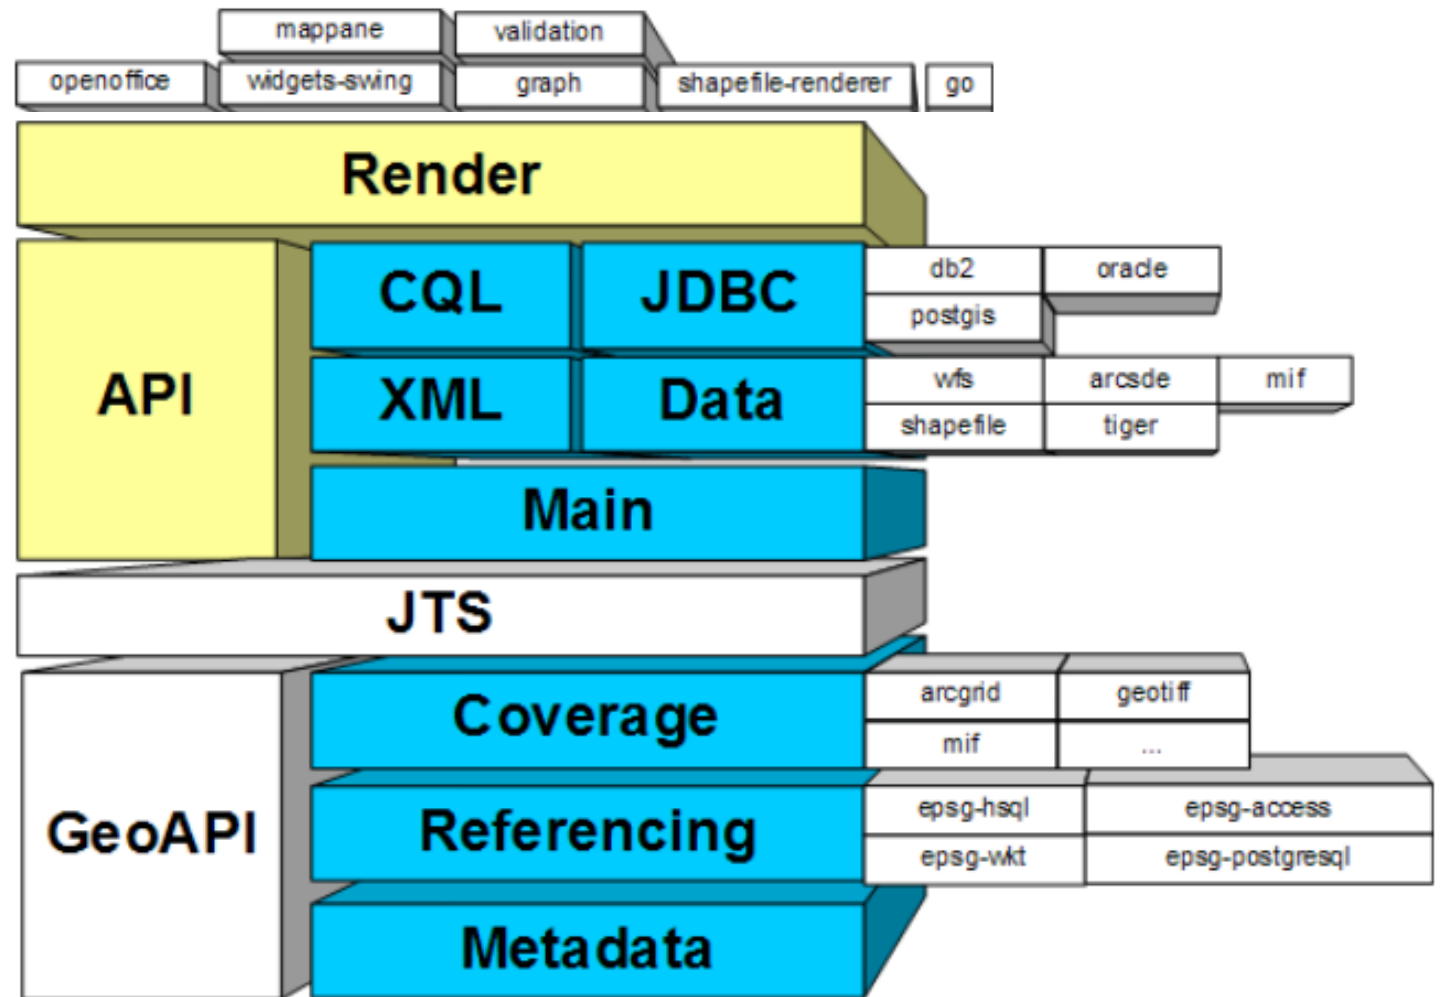 mappane validation
openoffice widgets-swing graph shapefile-renderer go
Render
API
CQL JDBC
db2 oracle
postgis
XML Data
wfs arcsde mif
shapefile tiger
Main
JTS
GeoAPI
Coverage
arcgrid geotiff
mif ...
Referencing
epsg-hsql epsg-access
epsg-wkt epsg-postgresql
Metadata